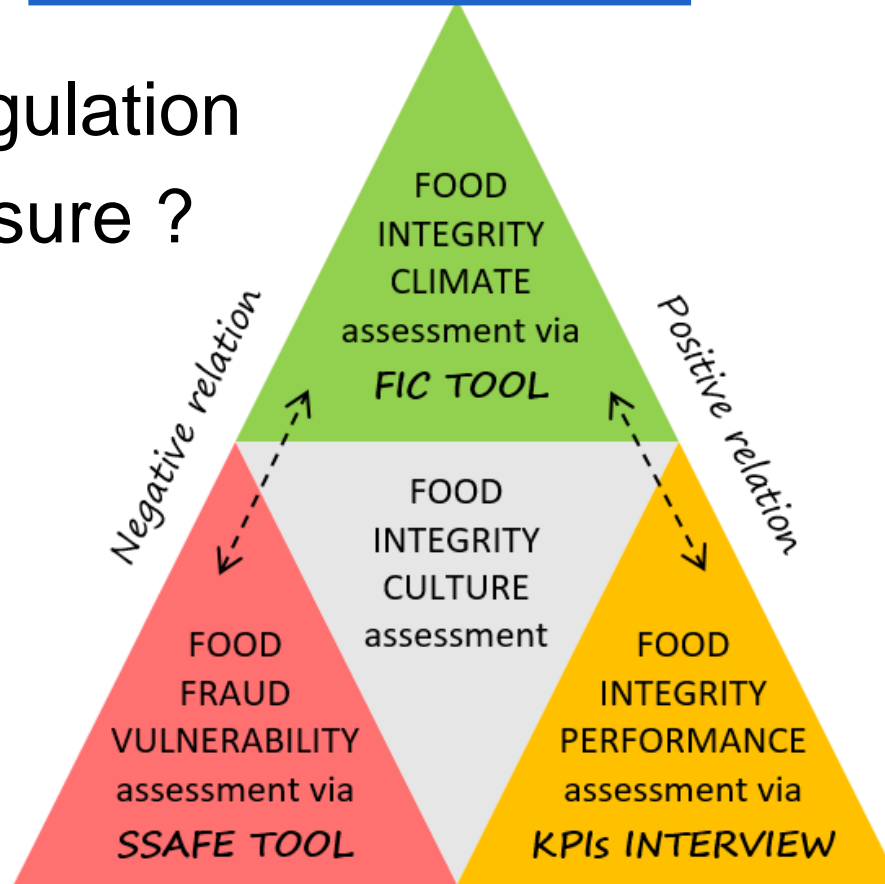 gulation
sure ?
FOOD
INTEGRITY
CLIMATE
assessment via
FIC TOOL
Negative relation
Positive relation
FOOD
INTEGRITY
CULTURE
assessment
FOOD
FRAUD
VULNERABILITY
assessment via
SSAFE TOOL
FOOD
INTEGRITY
PERFORMANCE
assessment via
KPIs INTERVIEW